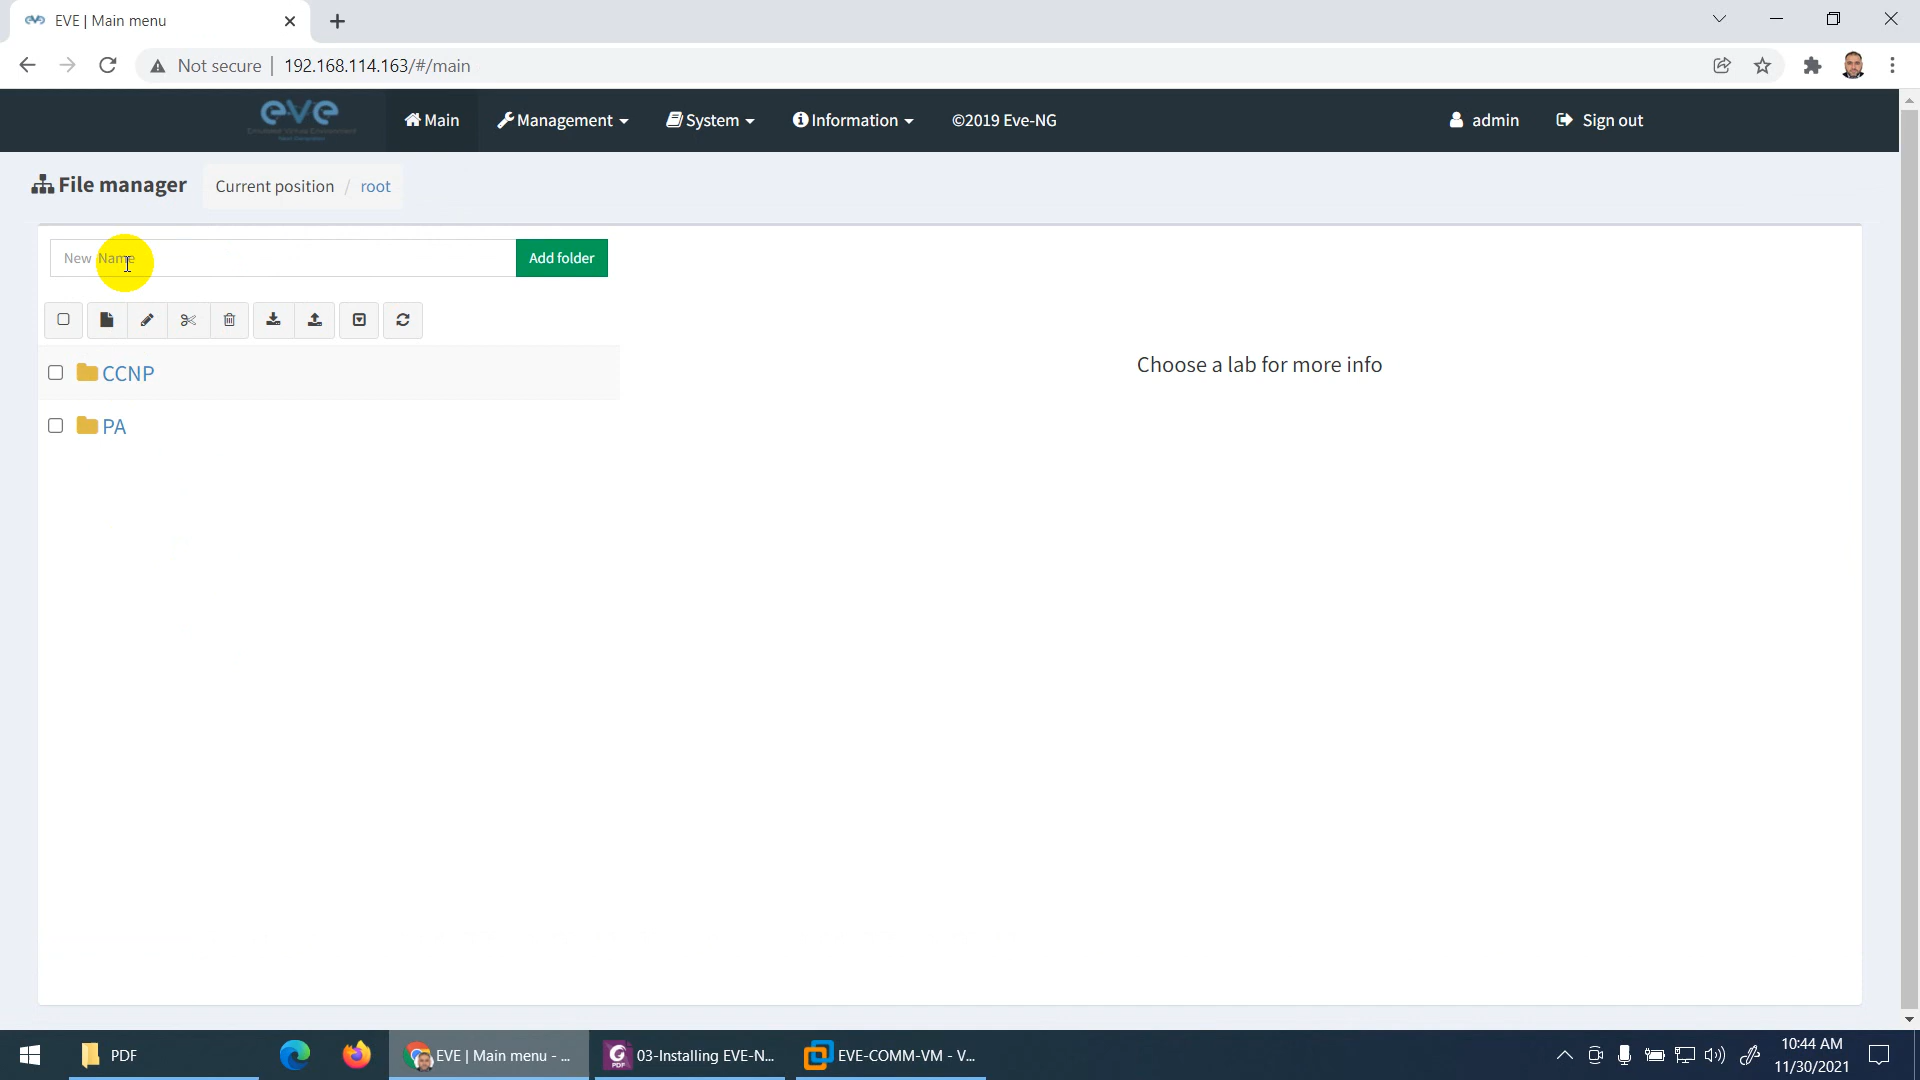 EVE | Main menu
Not secure
192.168.114.163/#/main
eve
Main
Management
System
Information
©2019 Eve-NG
admin
Sign out
File manager
Current position / root
New Name
Add folder
CCNP
Choose a lab for more info
PA
PDF
EVE | Main menu - ...
PDF
03-Installing EVE-N...
EVE-COMM-VM - V...
10:44 AM
11/30/2021